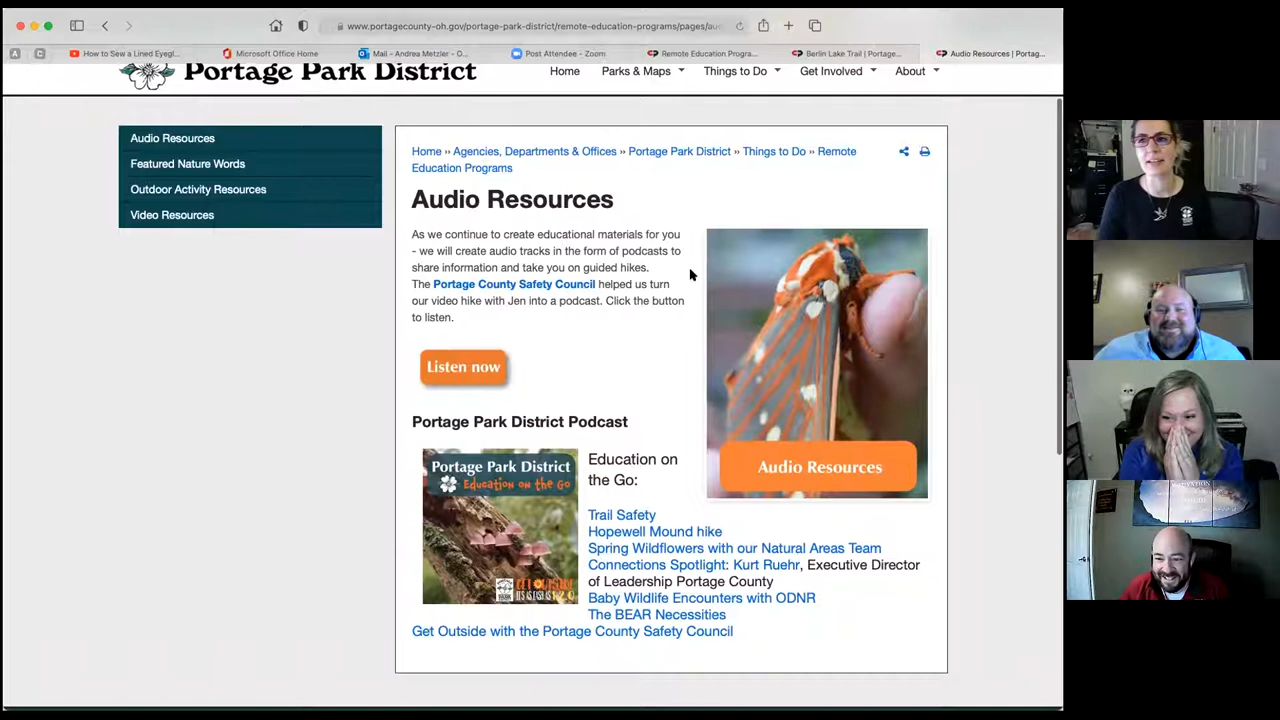 www.portagecounty-oh.gov/portage-park-district/remote-education-programs/pages/au
A
C
How to Sew a Lined Eyegl...
Microsoft Office Home
Mail - Andrea Metzler - O...
Post Attendee - Zoom
Remote Education Progra...
Berlin Lake Trail | Portage...
Audio Resources | Portag...
Portage Park District
Home
Parks & Maps
Things to Do
Get Involved
About
Audio Resources
Featured Nature Words
Outdoor Activity Resources
Video Resources
Home ›› Agencies, Departments & Offices ›› Portage Park District ›› Things to Do ›› Remote
Education Programs
Audio Resources
As we continue to create educational materials for you
- we will create audio tracks in the form of podcasts to
share information and take you on guided hikes.
The Portage County Safety Council helped us turn
our video hike with Jen into a podcast. Click the button
to listen.
Listen now
Audio Resources
Portage Park District Podcast
Portage Park District
Education on the Go
Education on
the Go:
Trail Safety
Hopewell Mound hike
Spring Wildflowers with our Natural Areas Team
Connections Spotlight: Kurt Ruehr, Executive Director
of Leadership Portage County
Baby Wildlife Encounters with ODNR
The BEAR Necessities
Get Outside with the Portage County Safety Council